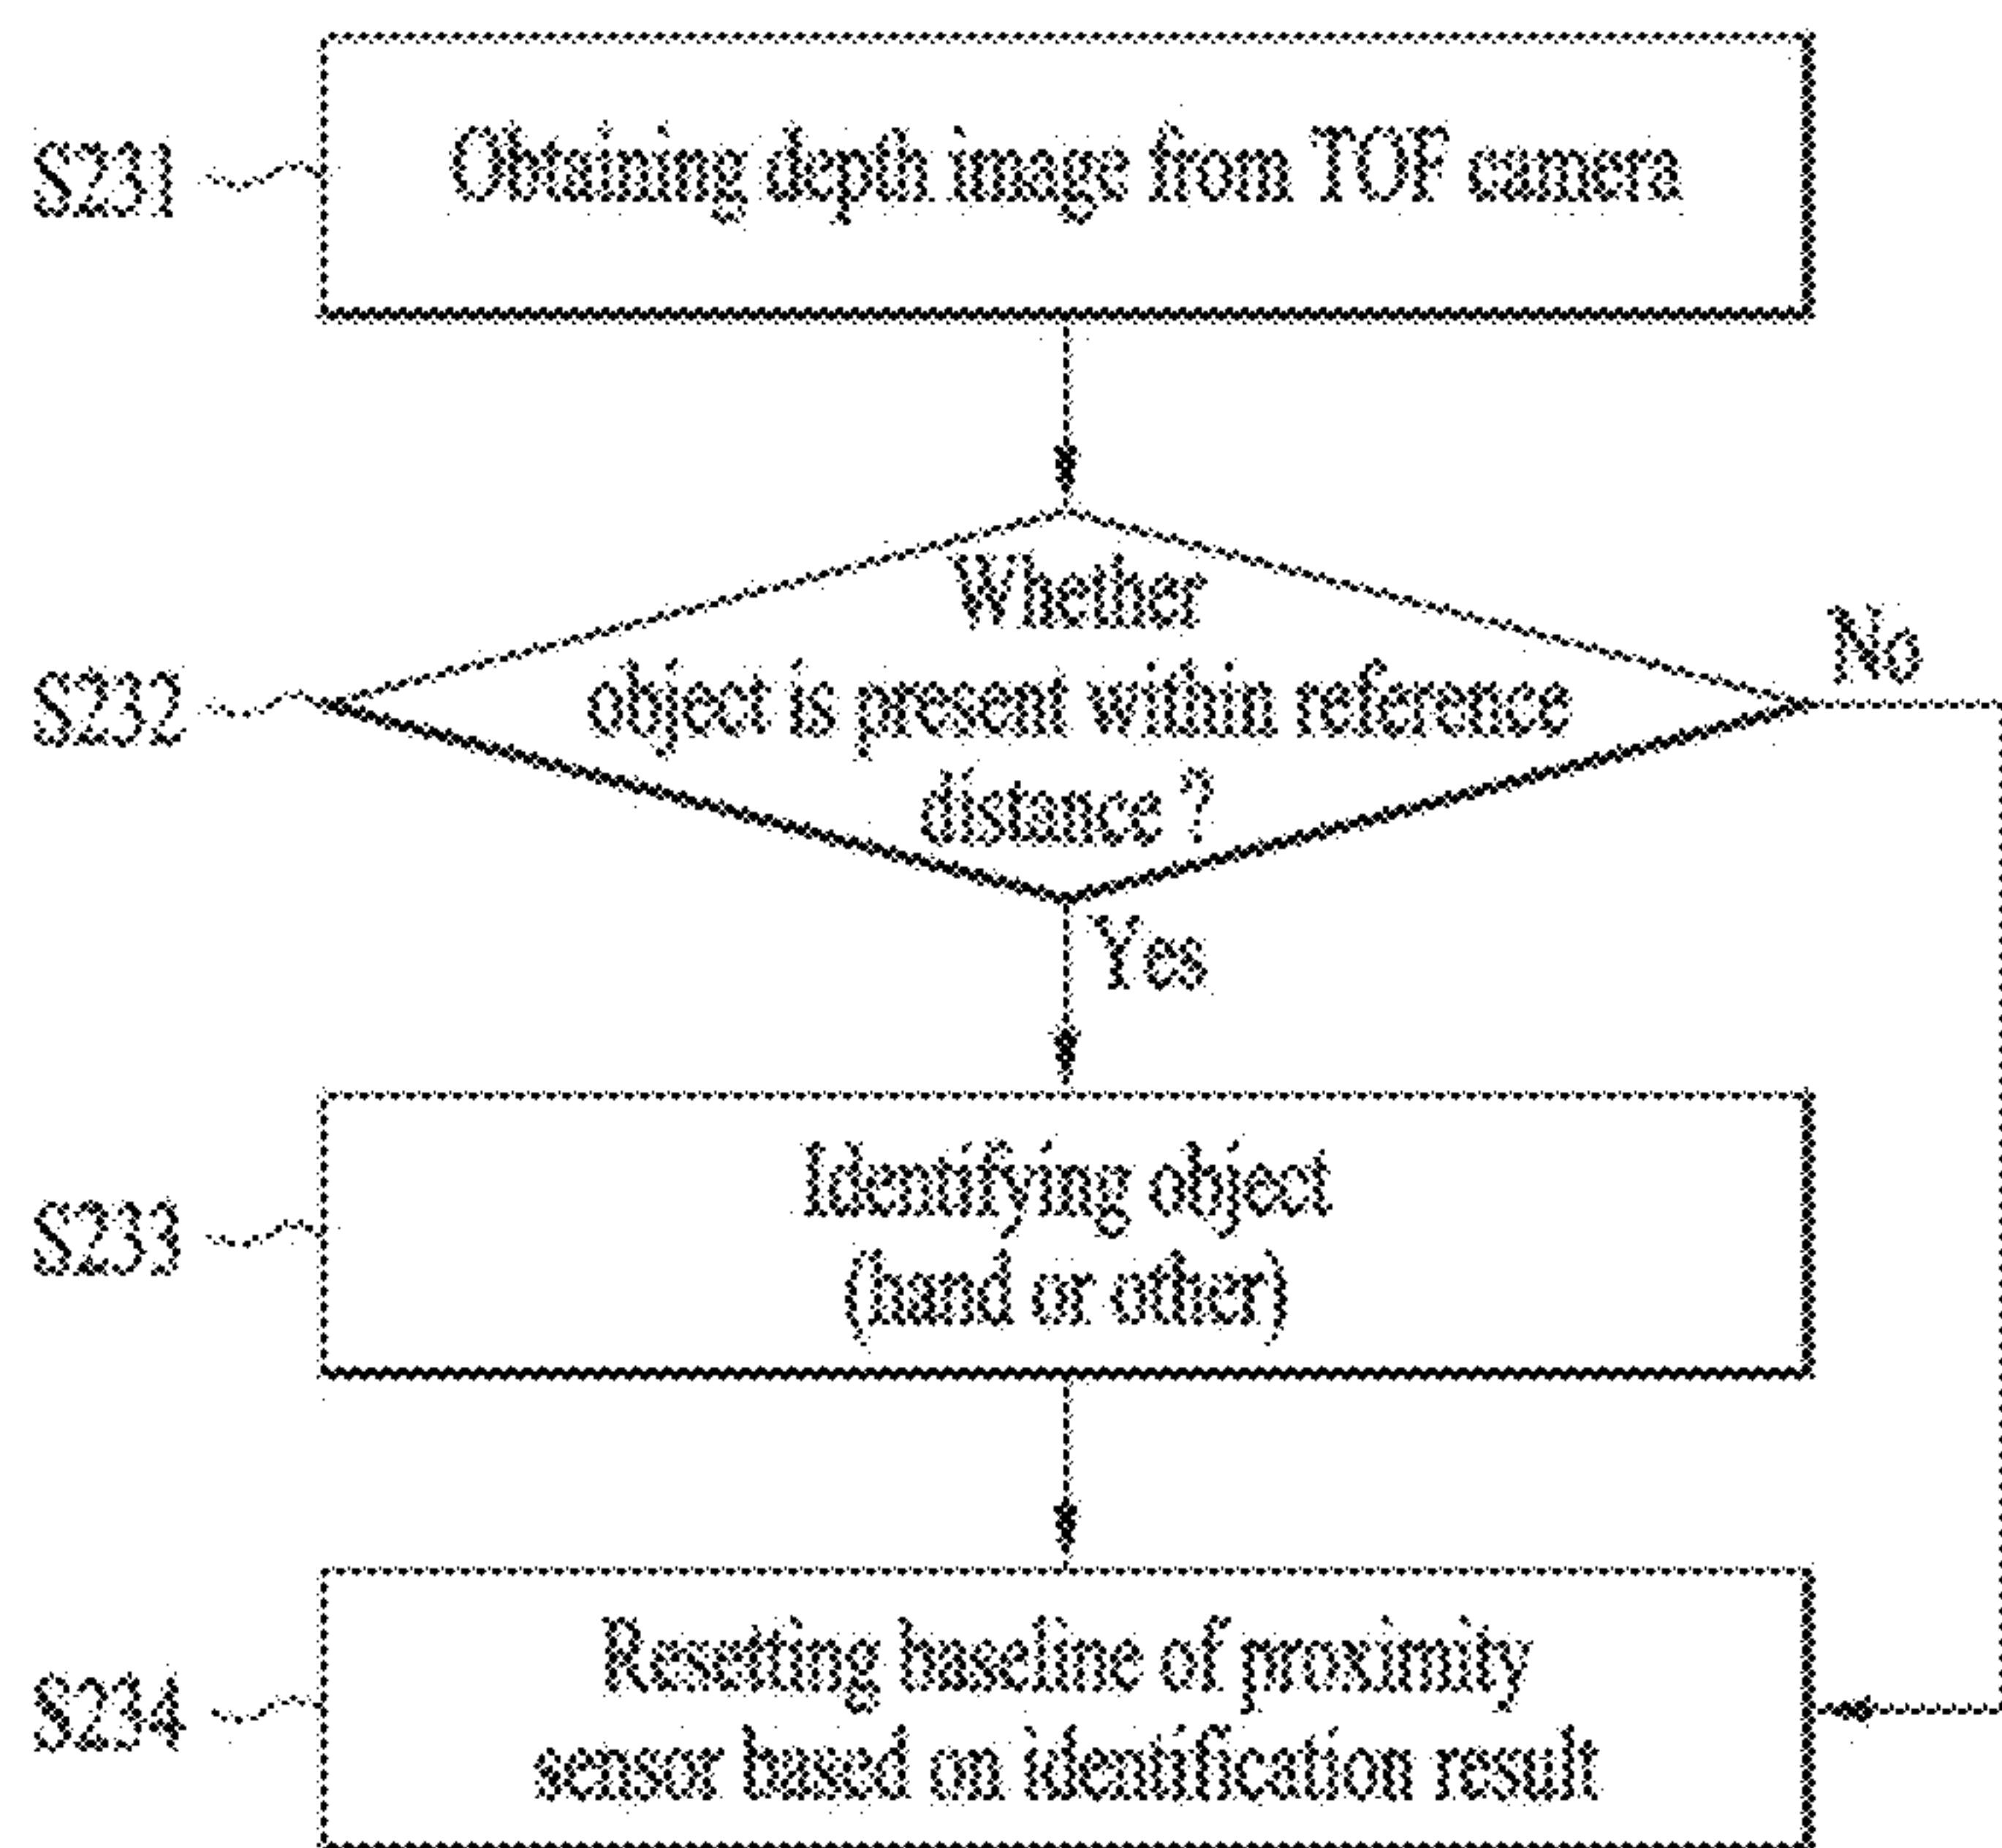 S231
Obtaining depth image from TOF camera
S232
Whether
object is present within reference
distance ?
No
Yes
S233
Identifying object
(hand or other)
S234
Resetting baseline of proximity
sensor based on identification result